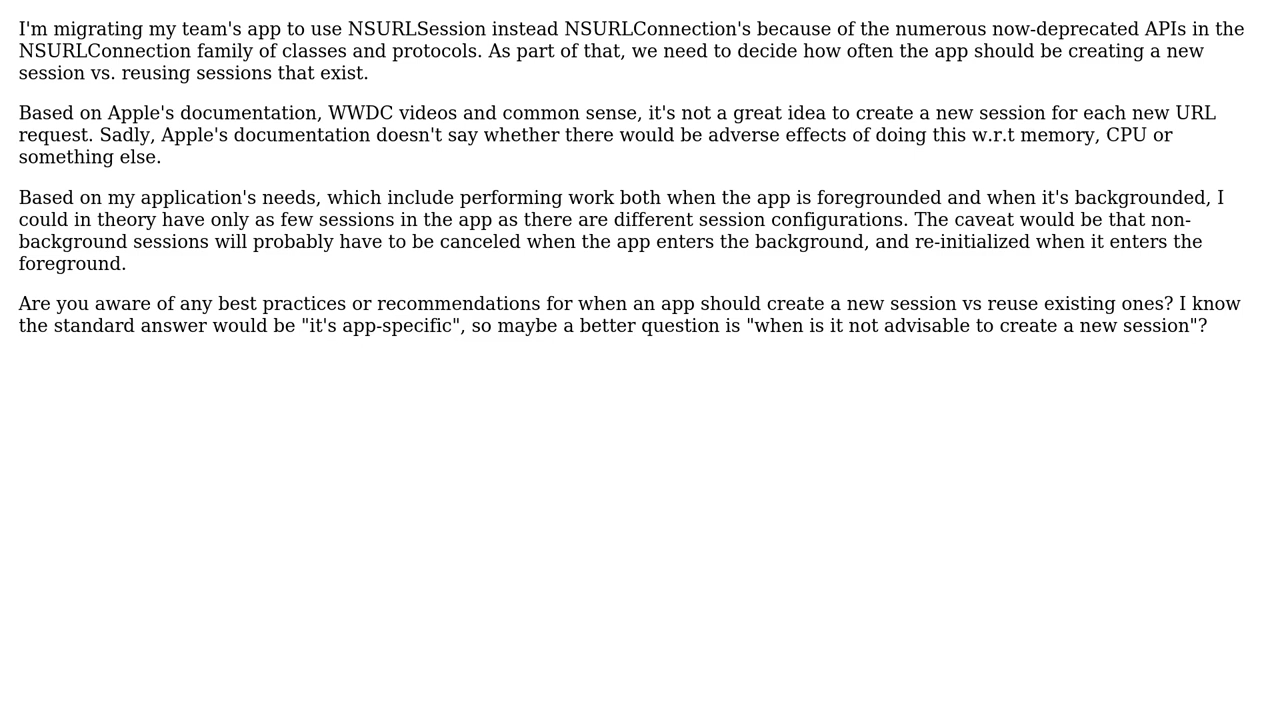 I'm migrating my team's app to use NSURLSession instead NSURLConnection's because of the numerous now-deprecated APIs in the
NSURLConnection family of classes and protocols. As part of that, we need to decide how often the app should be creating a new
session vs. reusing sessions that exist.
Based on Apple's documentation, WWDC videos and common sense, it's not a great idea to create a new session for each new URL
request. Sadly, Apple's documentation doesn't say whether there would be adverse effects of doing this w.r.t memory, CPU or
something else.
Based on my application's needs, which include performing work both when the app is foregrounded and when it's backgrounded, I
could in theory have only as few sessions in the app as there are different session configurations. The caveat would be that non-
background sessions will probably have to be canceled when the app enters the background, and re-initialized when it enters the
foreground.
Are you aware of any best practices or recommendations for when an app should create a new session vs reuse existing ones? I know
the standard answer would be "it's app-specific", so maybe a better question is "when is it not advisable to create a new session"?